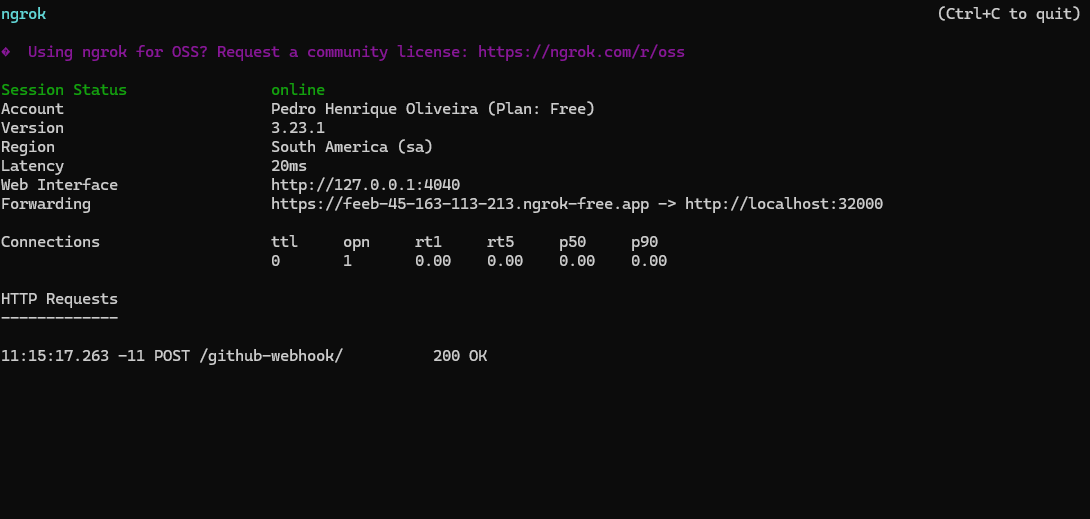 ngrok (Ctrl+C to quit)
� Using ngrok for OSS? Request a community license: https://ngrok.com/r/oss
Session Status online
Account Pedro Henrique Oliveira (Plan: Free)
Version 3.23.1
Region South America (sa)
Latency 20ms
Web Interface http://127.0.0.1:4040
Forwarding https://feeb-45-163-113-213.ngrok-free.app -> http://localhost:32000
Connections ttl opn rt1 rt5 p50 p90
0 1 0.00 0.00 0.00 0.00
HTTP Requests
-------------
11:15:17.263 -11 POST /github-webhook/ 200 OK